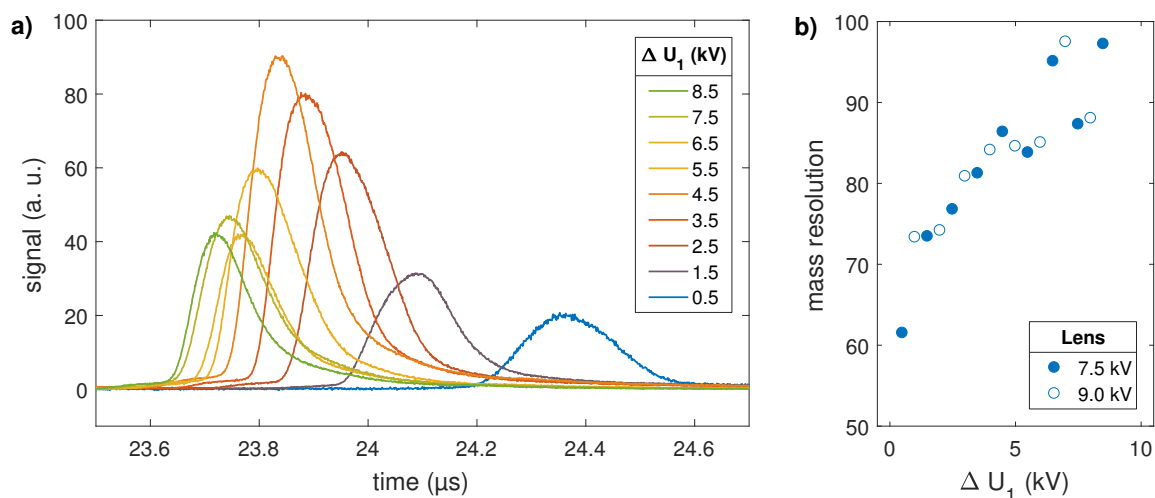 a)
100
80
60
40
20
0
signal (a. u.)
23.6 23.8 24 24.2 24.4 24.6
time (μs)
Δ U1 (kV)
8.5
7.5
6.5
5.5
4.5
3.5
2.5
1.5
0.5
b)
100
90
80
70
60
50
mass resolution
0 5 10
Δ U1 (kV)
Lens
7.5 kV
9.0 kV